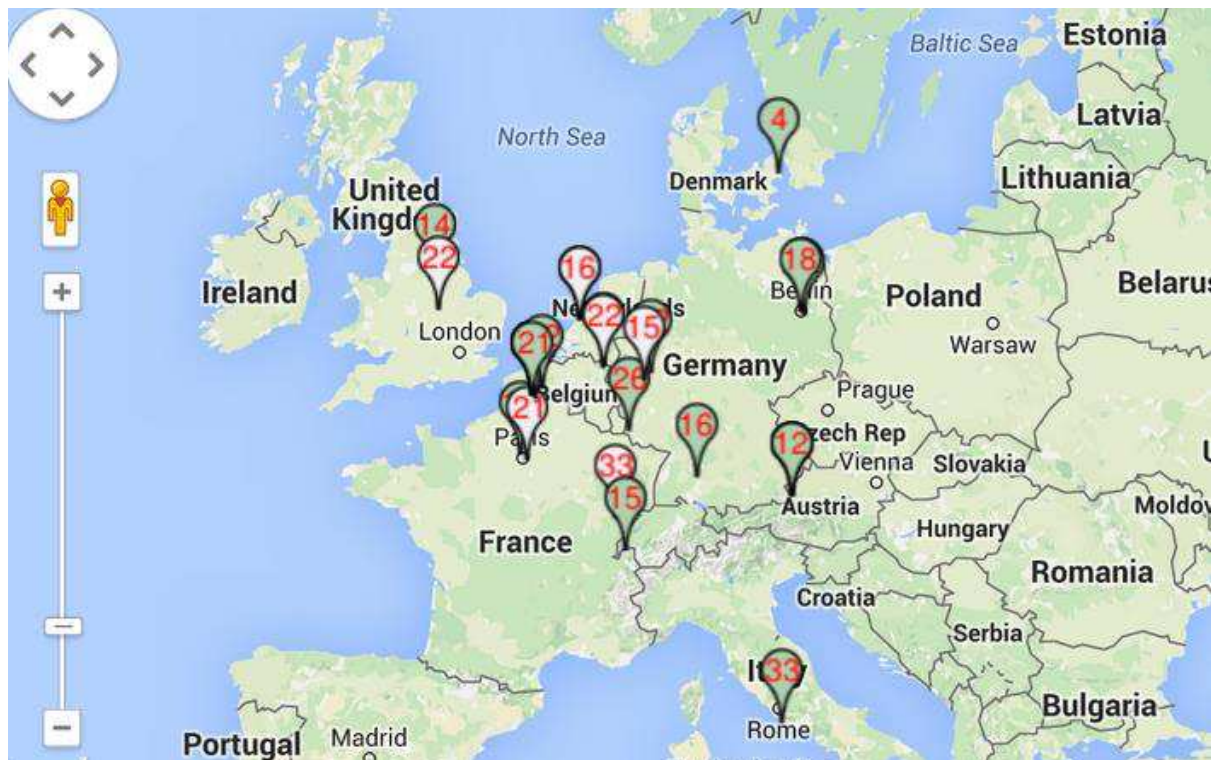 Estonia
Baltic Sea
Latvia
4
North Sea
Lithuania
Denmark
United
Kingd
14
22
16
18
Ireland
Belarus
Poland
22
15
London
Warsaw
21
Germany
26
Prague
21
16
12
Vienna
Slovakia
33
15
Austria
Moldov
Hungary
France
Romania
Croatia
Serbia
33
Bulgaria
Rome
Portugal
Madrid